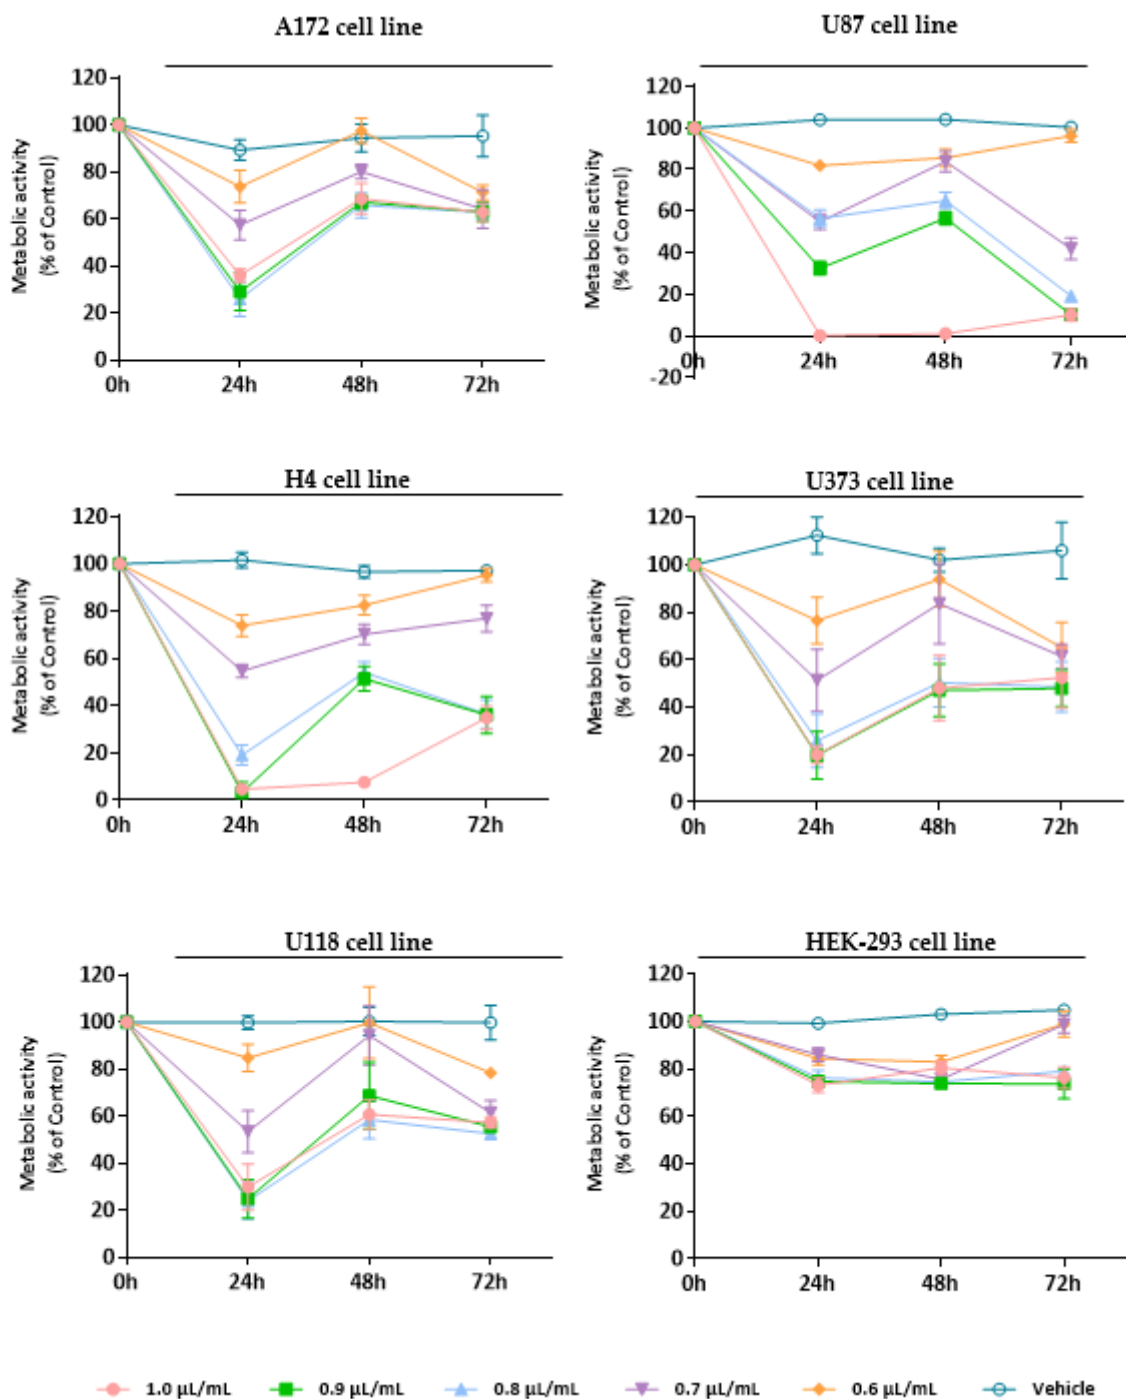 A172 cell line
U87 cell line
Metabolic activity
(% of Control)
120
100
80
60
40
20
0
0h 24h 48h 72h
Metabolic activity
(% of Control)
120
100
80
60
40
20
0
-20
0h 24h 48h 72h
H4 cell line
U373 cell line
Metabolic activity
(% of Control)
120
100
80
60
40
20
0
0h 24h 48h 72h
Metabolic activity
(% of Control)
120
100
80
60
40
20
0
0h 24h 48h 72h
U118 cell line
HEK-293 cell line
Metabolic activity
(% of Control)
120
100
80
60
40
20
0
0h 24h 48h 72h
Metabolic activity
(% of Control)
120
100
80
60
40
20
0
0h 24h 48h 72h
1.0 μL/mL 0.9 μL/mL 0.8 μL/mL 0.7 μL/mL 0.6 μL/mL Vehicle